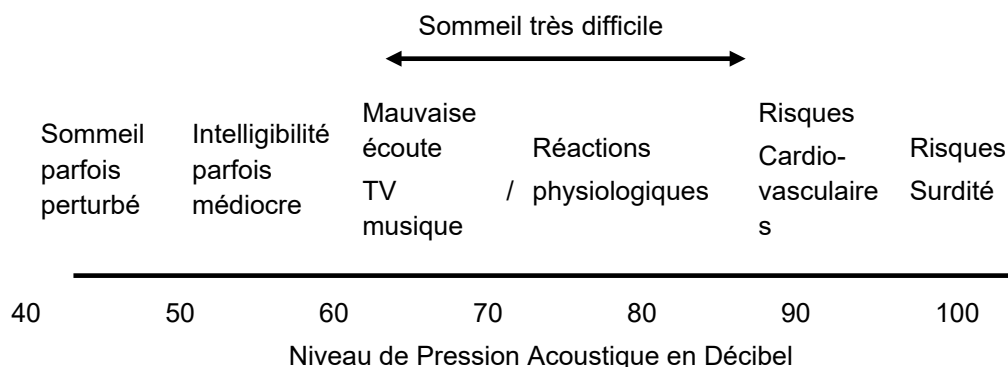 Sommeil très difficile
Sommeil
parfois
perturbé
Intelligibilité
parfois
médiocre
Mauvaise
écoute
TV /
musique
Réactions
physiologiques
Risques
Cardio-
vasculaire
s
Risques
Surdité
40 50 60 70 80 90 100
Niveau de Pression Acoustique en Décibel